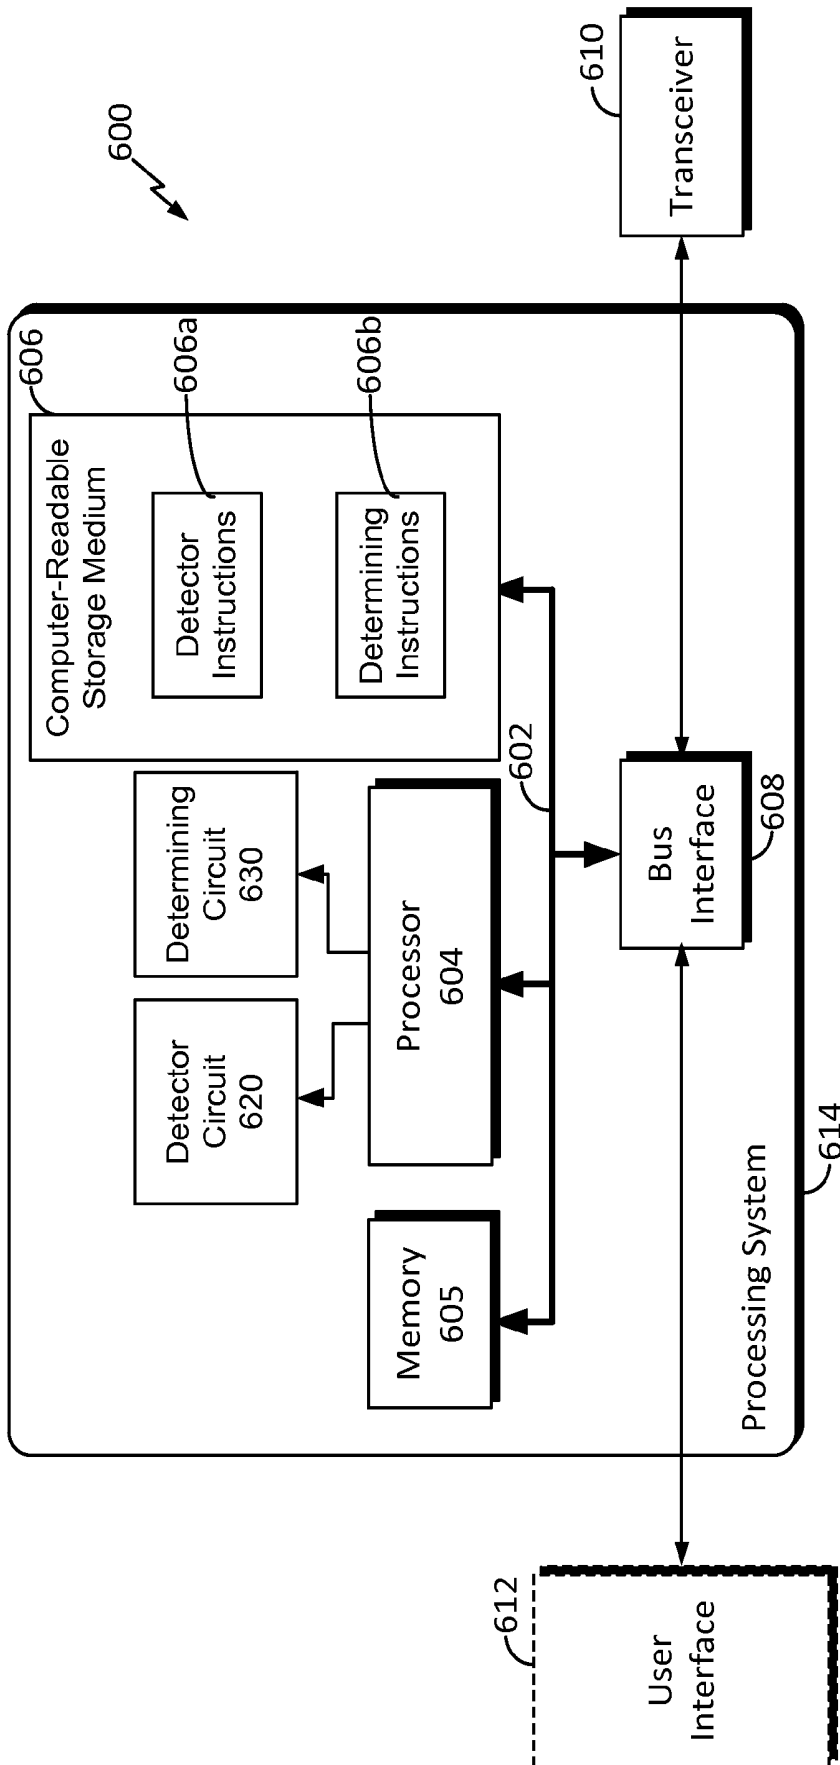 600
606
Computer-Readable
Storage Medium
606a
Detector
Instructions
606b
Determining
Instructions
Detector
Circuit
620
Determining
Circuit
630
Memory
605
Processor
604
602
612
User
Interface
Bus
Interface
608
610
Transceiver
Processing System
614